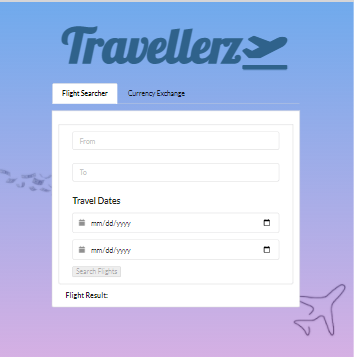 Travellerz
Flight Searcher Currency Exchange
From
To
Travel Dates
mm/dd/yyyy
mm/dd/yyyy
Search Flights
Flight Result: